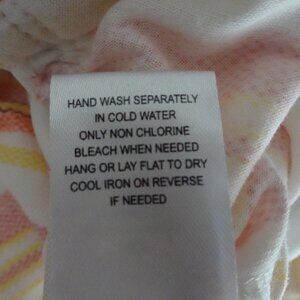 HAND WASH SEPARATELY
IN COLD WATER
ONLY NON CHLORINE
BLEACH WHEN NEEDED
HANG OR LAY FLAT TO DRY
COOL IRON ON REVERSE
IF NEEDED